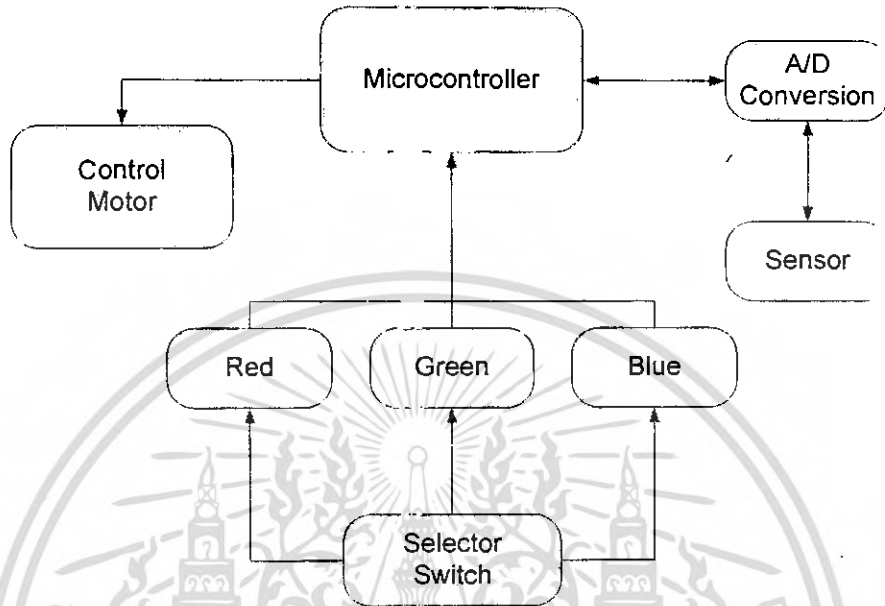 Microcontroller
A/D
Conversion
Control
Motor
Sensor
Red
Green
Blue
Selector
Switch